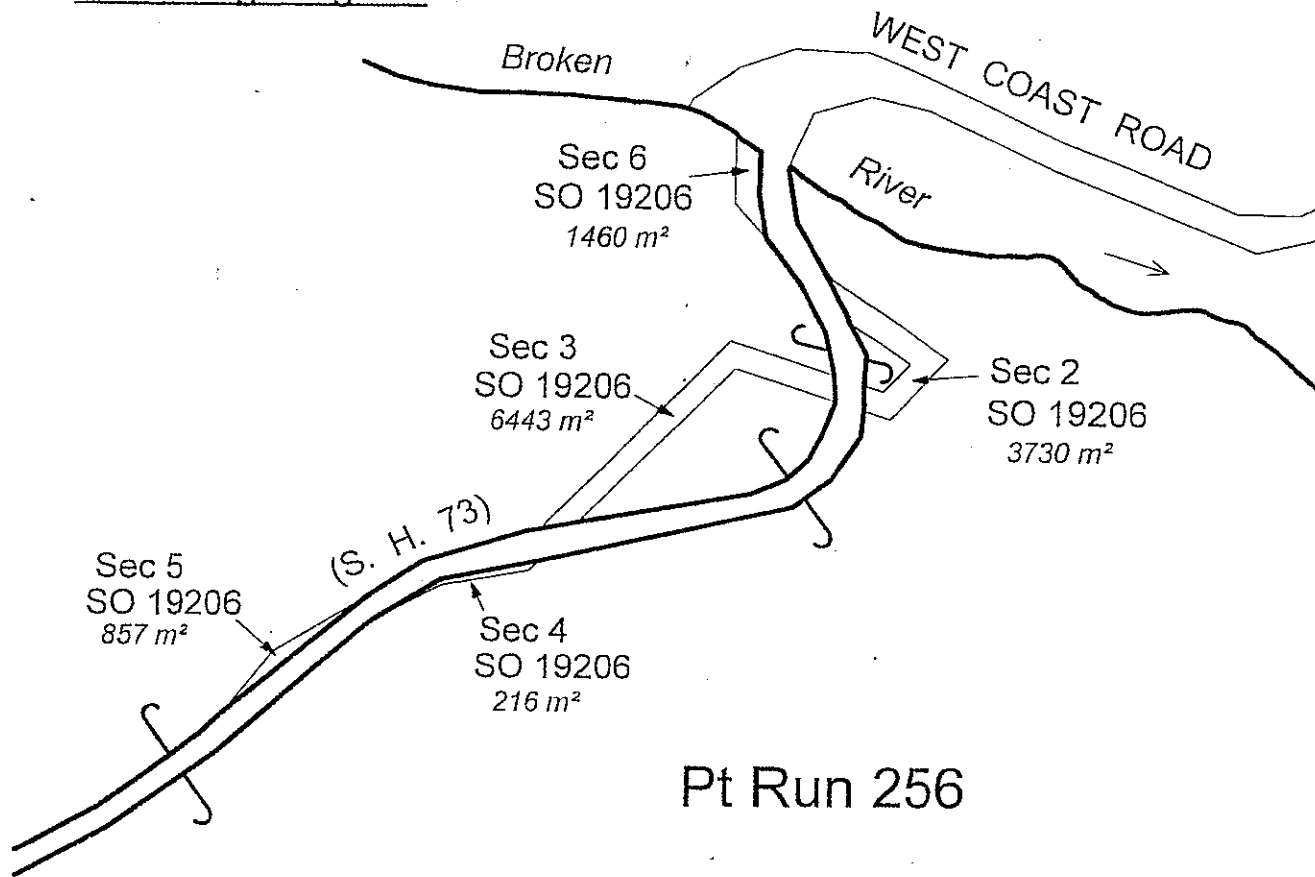 Broken
WEST COAST ROAD
Sec 6
SO 19206
1460 m²
River
Sec 3
SO 19206
6443 m²
Sec 2
SO 19206
3730 m²
(S. H. 73)
Sec 5
SO 19206
857 m²
Sec 4
SO 19206
216 m²
Pt Run 256